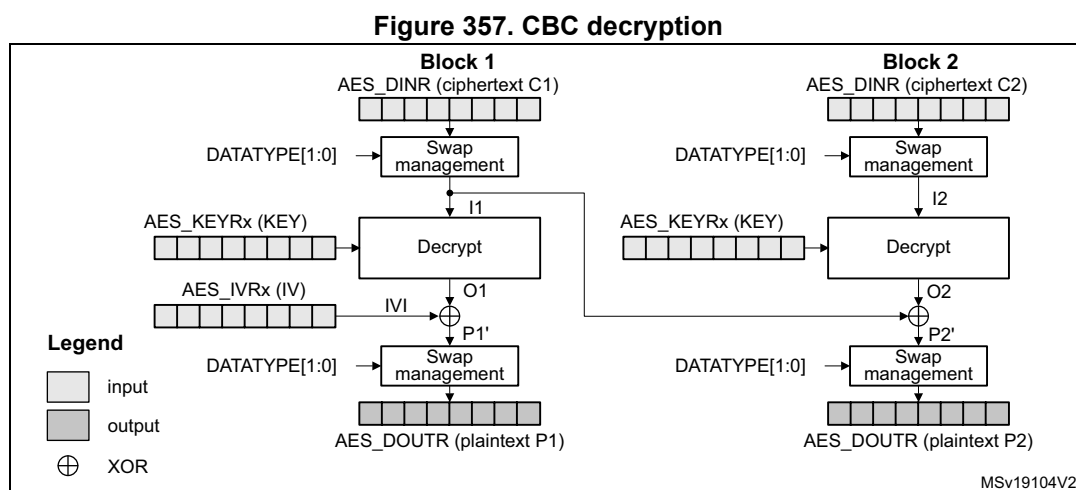 Figure 357. CBC decryption
Block 1
AES_DINR (ciphertext C1)
DATATYPE[1:0]
Swap
management
I1
AES_KEYRx (KEY)
Decrypt
O1
AES_IVRx (IV)
IVI
P1'
DATATYPE[1:0]
Swap
management
AES_DOUTR (plaintext P1)
Block 2
AES_DINR (ciphertext C2)
DATATYPE[1:0]
Swap
management
I2
AES_KEYRx (KEY)
Decrypt
O2
P2'
DATATYPE[1:0]
Swap
management
AES_DOUTR (plaintext P2)
Legend
input
output
XOR
MSv19104V2